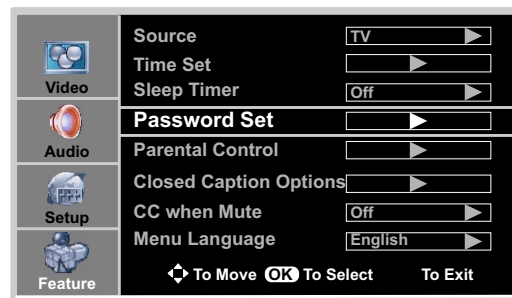 Video
Audio
Setup
Feature
Source TV
Time Set
Sleep Timer Off
Password Set
Parental Control
Closed Caption Options
CC when Mute Off
Menu Language English
To Move OK To Select To Exit